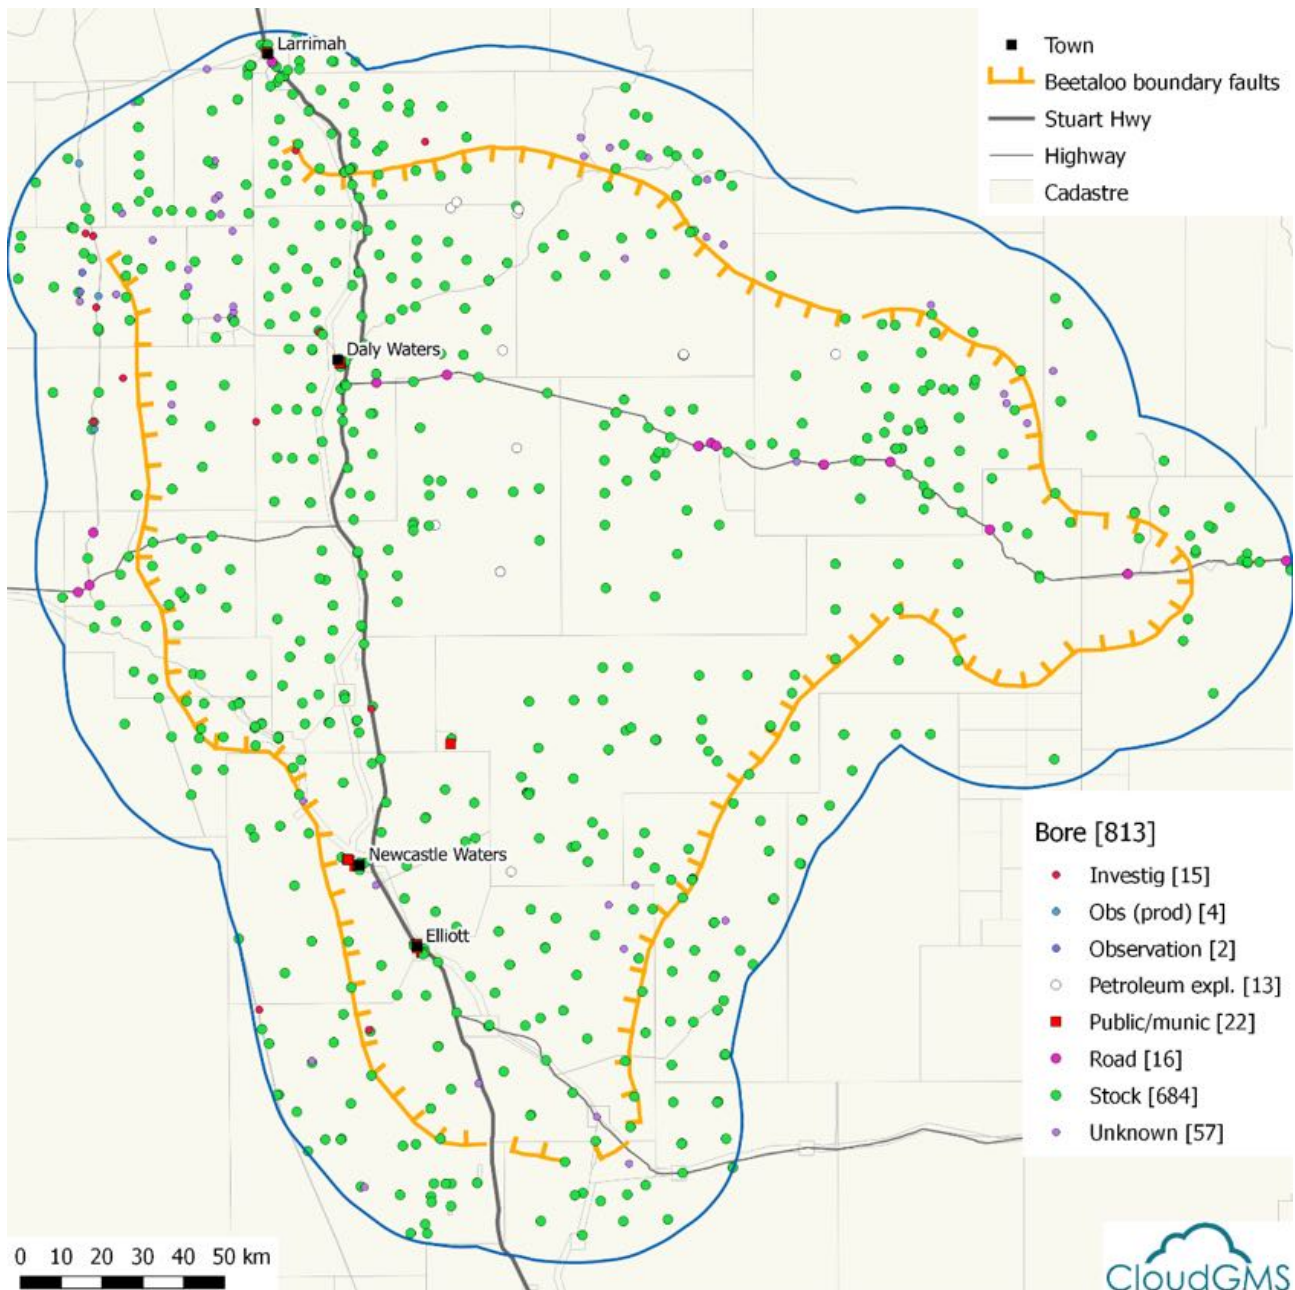 Larrimah
Town
Beetaloo boundary faults
Stuart Hwy
Highway
Cadastre
Daly Waters
Newcastle Waters
Elliott
Bore [813]
Investig [15]
Obs (prod) [4]
Observation [2]
Petroleum expl. [13]
Public/munic [22]
Road [16]
Stock [684]
Unknown [57]
0 10 20 30 40 50 km
CloudGMS